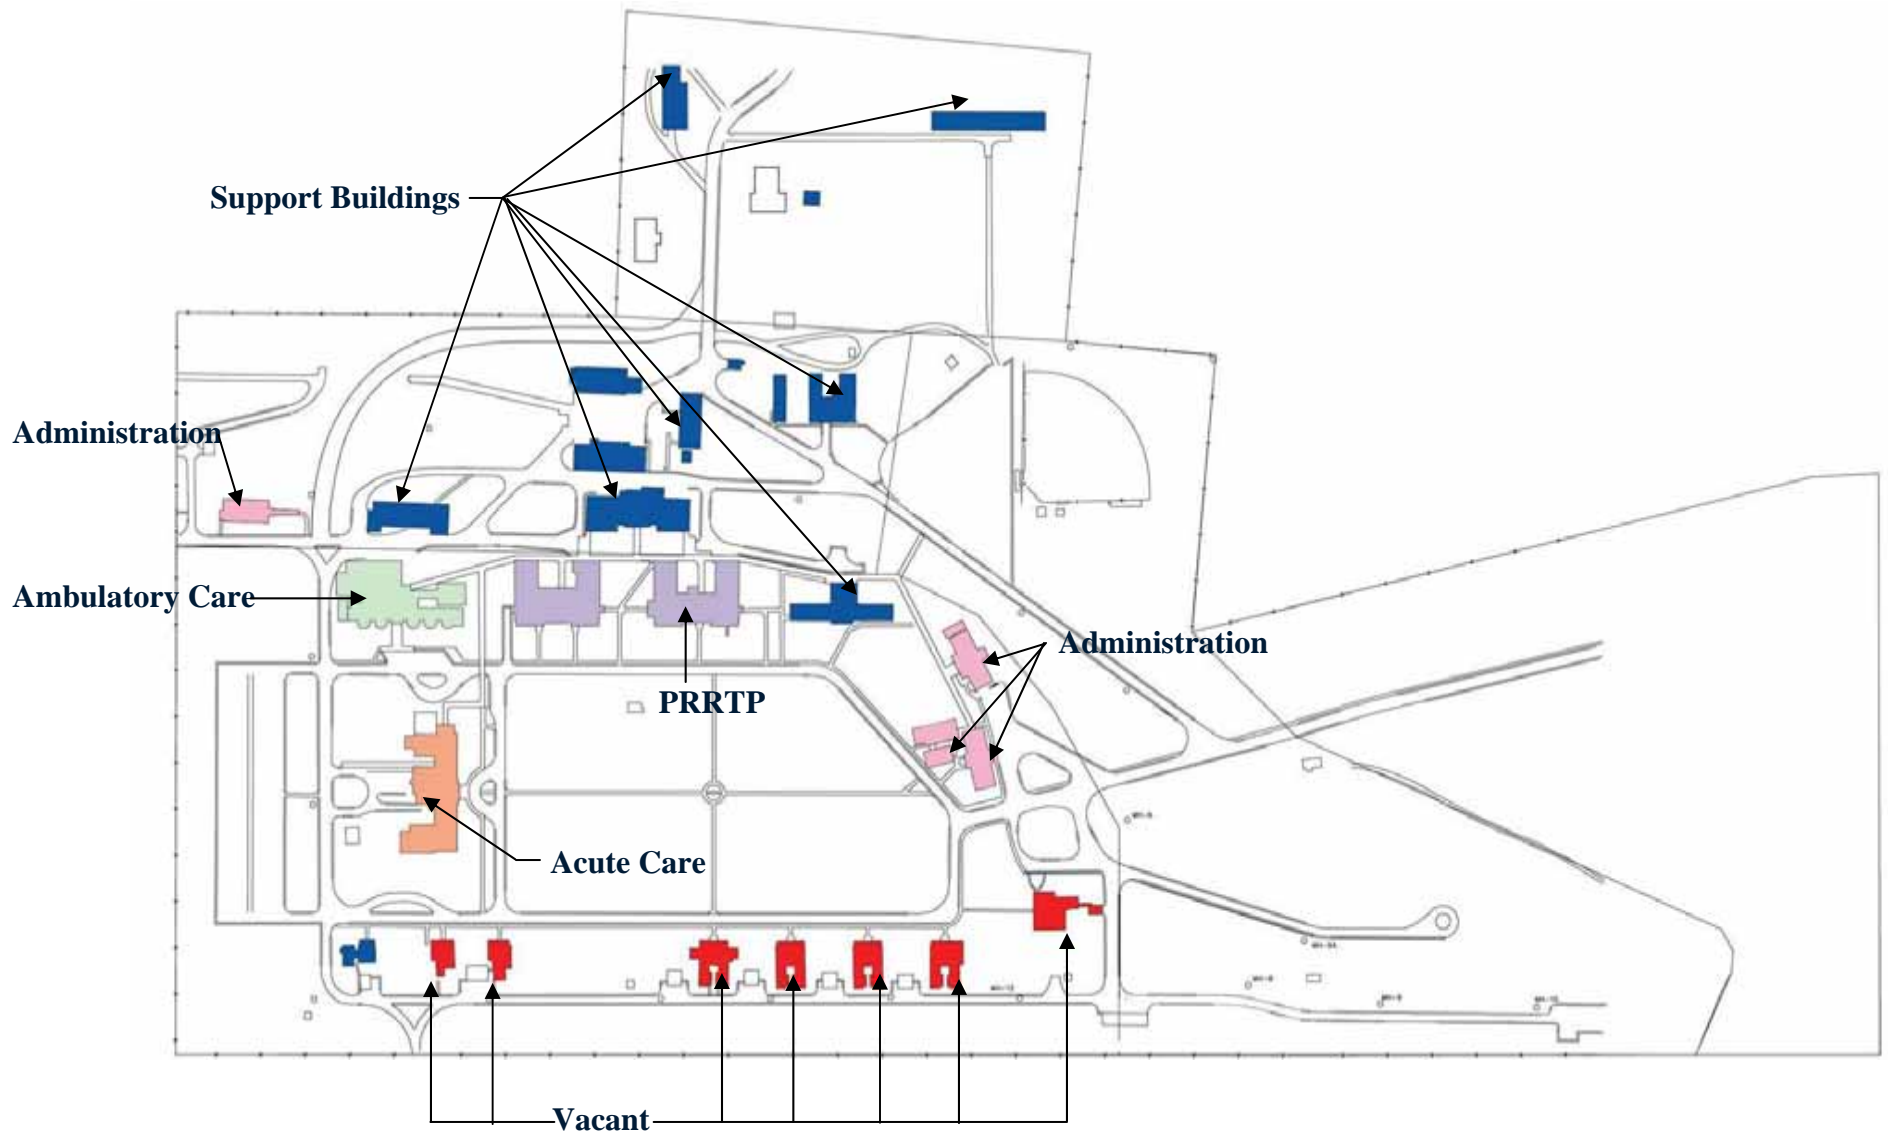 Support Buildings
Administration
Ambulatory Care
Administration
PRRTP
Acute Care
Vacant